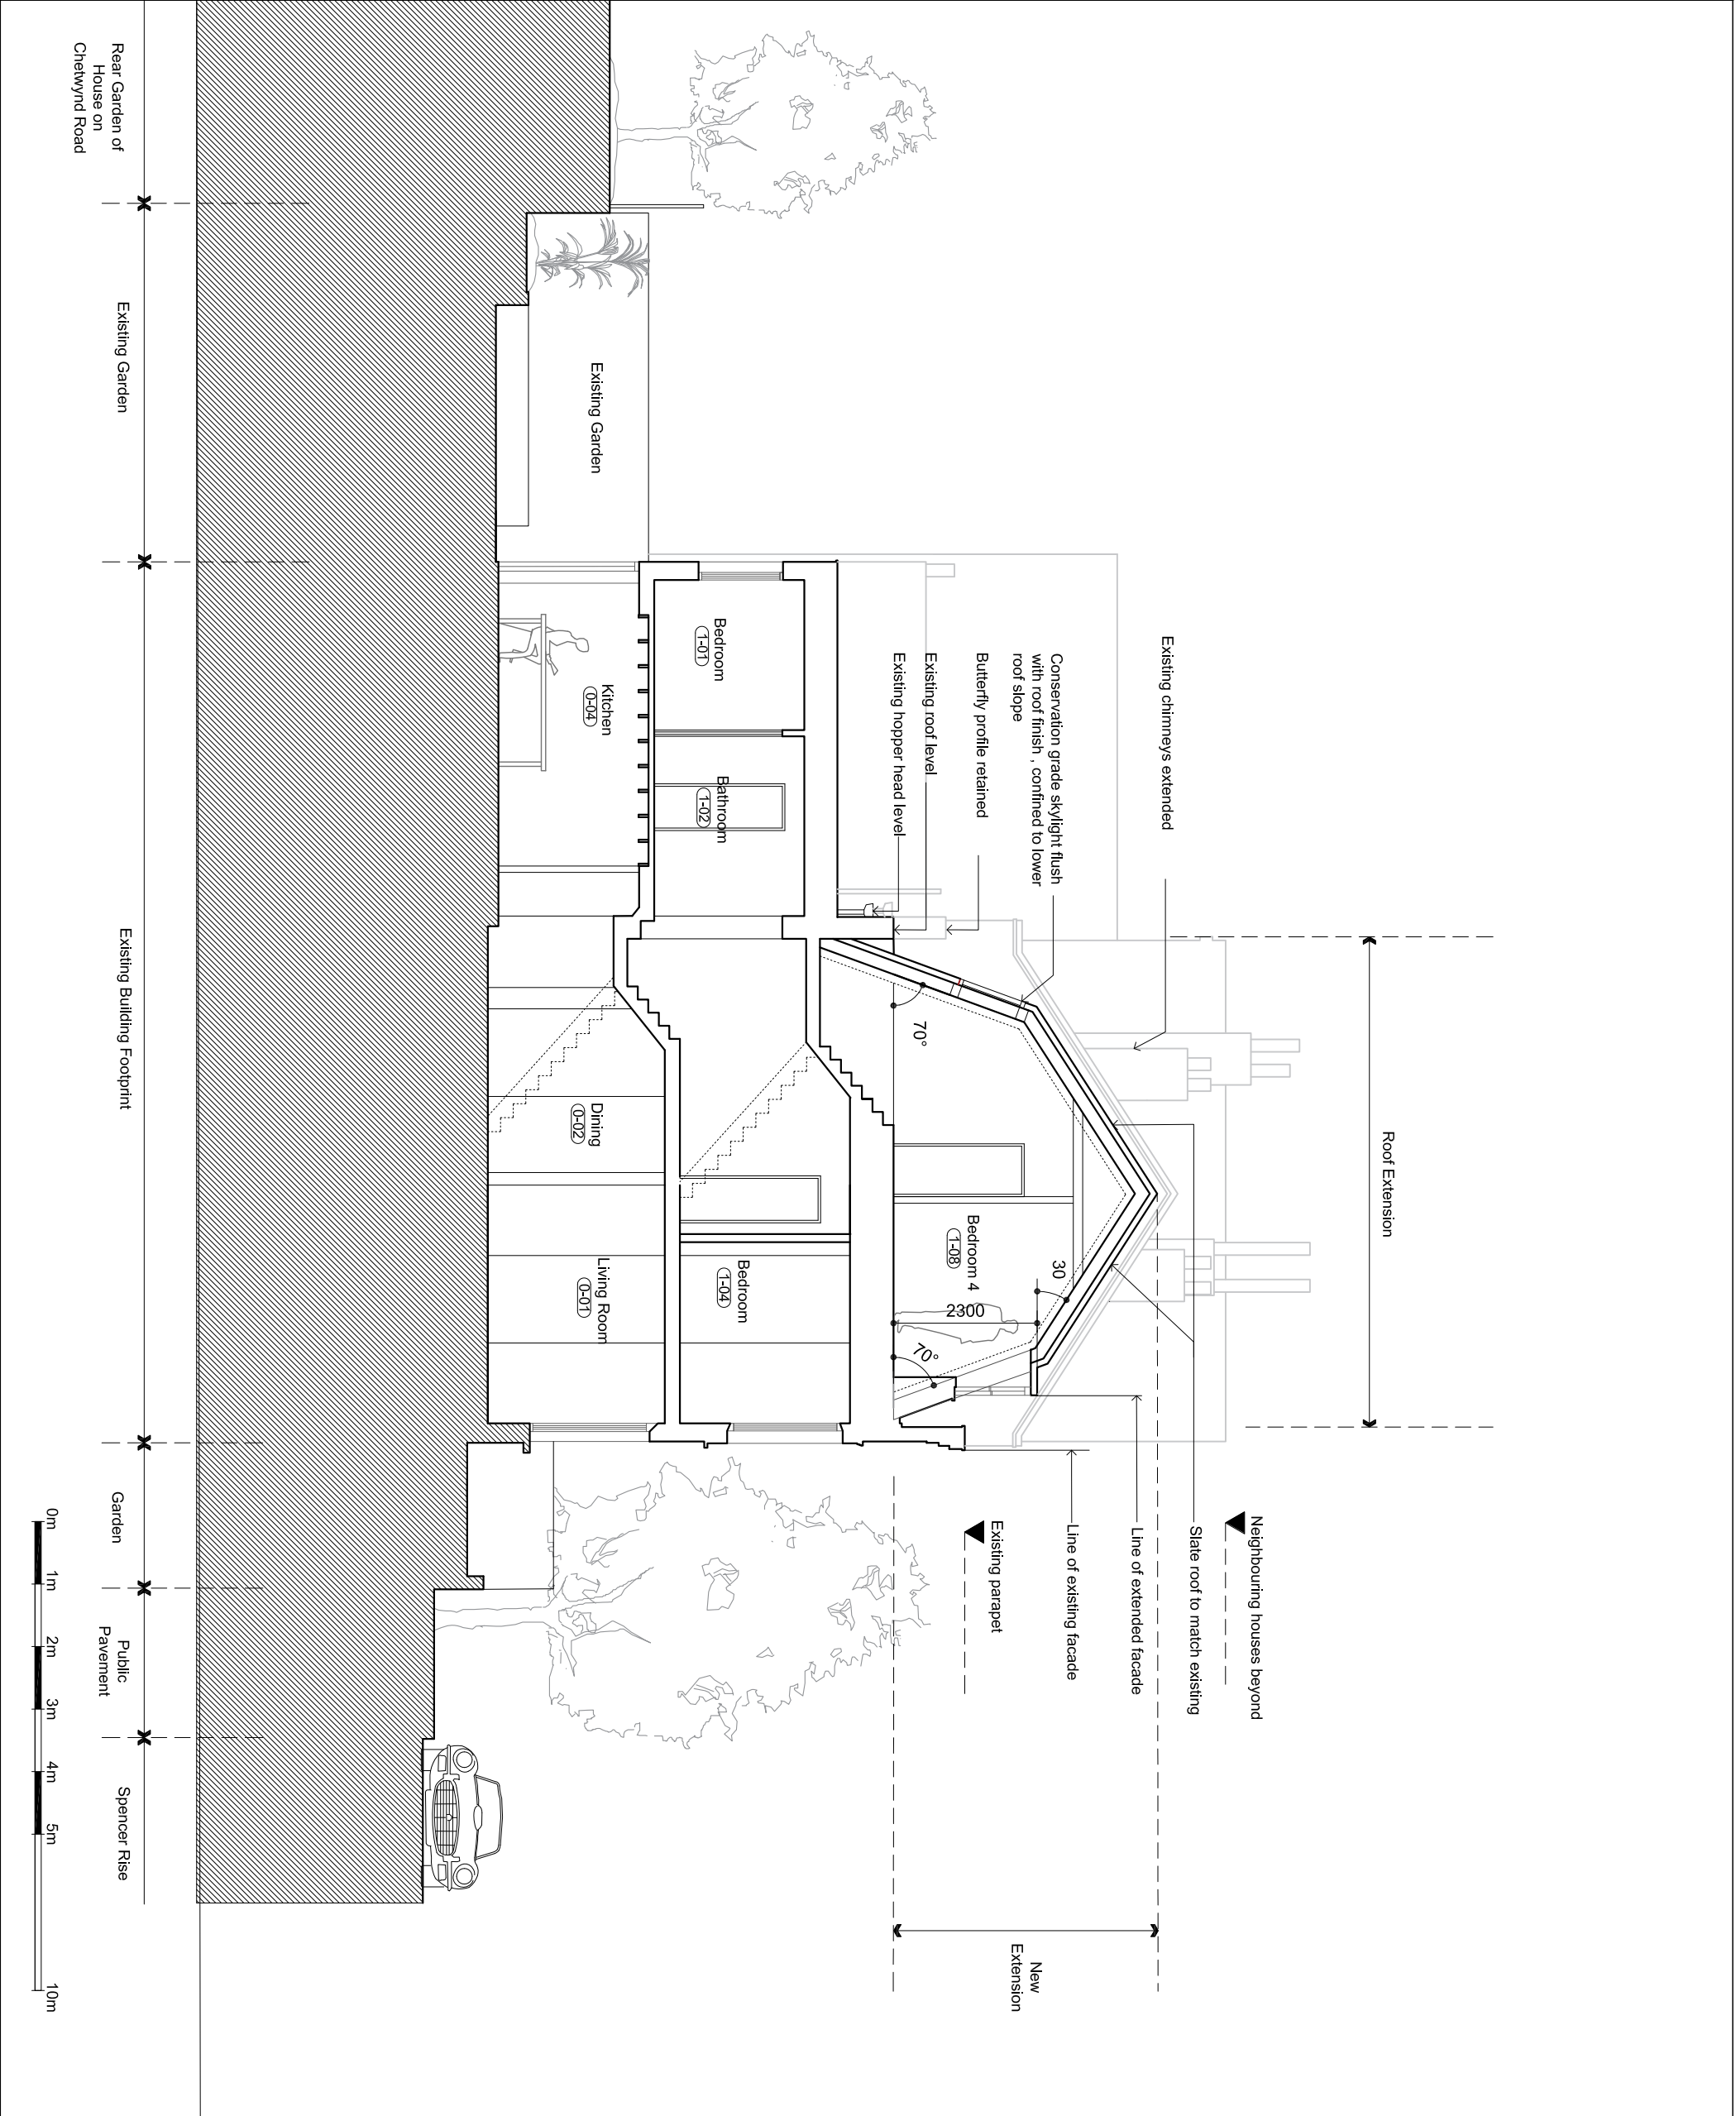 Roof Extension
Neighbouring houses beyond
Existing chimneys extended
Slate roof to match existing
Line of extended facade
Line of existing facade
Conservation grade skylight flush
with roof finish , confined to lower
roof slope
Butterfly profile retained
Existing roof level
Existing hopper head level
Existing parapet
New
Extension
70°
30
2300
70°
Bedroom 4
1-08
Bedroom
1-01
Bathroom
1-02
Bedroom
1-04
Existing Garden
Kitchen
0-04
Dining
0-02
Living Room
0-01
Rear Garden of
House on
Chetwynd Road
Existing Garden
Existing Building Footprint
Garden
Public
Pavement
Spencer Rise
0m 1m 2m 3m 4m 5m 10m